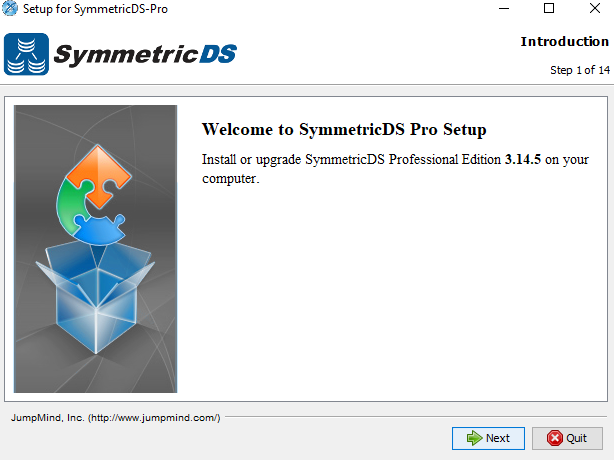 Setup for SymmetricDS-Pro
SymmetricDS
Introduction
Step 1 of 14
Welcome to SymmetricDS Pro Setup
Install or upgrade SymmetricDS Professional Edition 3.14.5 on your
computer.
JumpMind, Inc. (http://www.jumpmind.com/)
Next
Quit